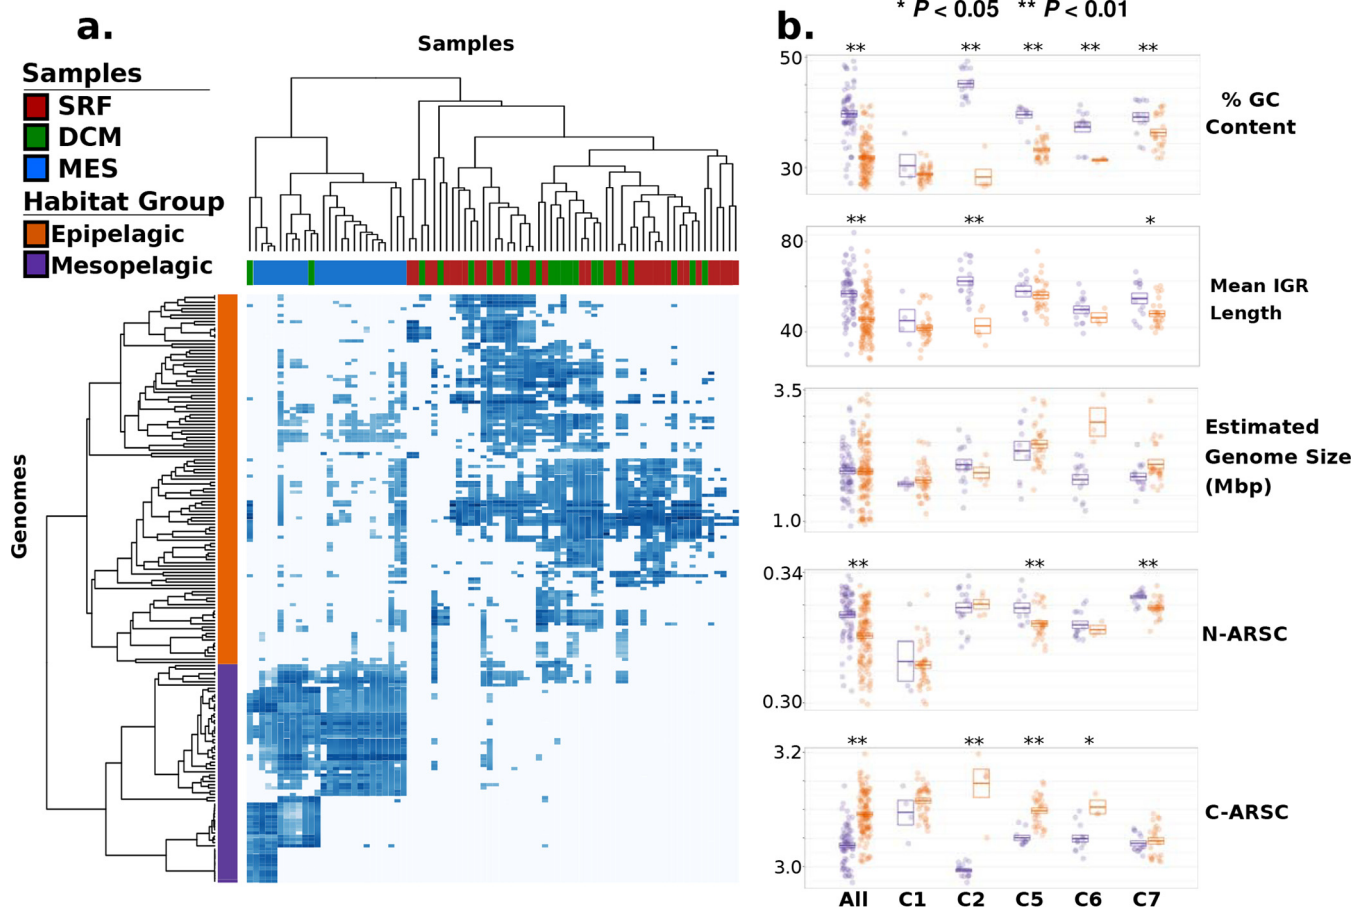 a.
Samples
Samples
SRF
DCM
MES
Habitat Group
Epipelagic
Mesopelagic
Genomes
b.
* P < 0.05 ** P < 0.01
** ** ** ** **
50
30
% GC
Content
** ** *
80
40
Mean IGR
Length
3.5
1.0
Estimated
Genome Size
(Mbp)
** ** **
0.34
0.30
N-ARSC
** ** ** *
3.2
3.0
C-ARSC
All C1 C2 C5 C6 C7